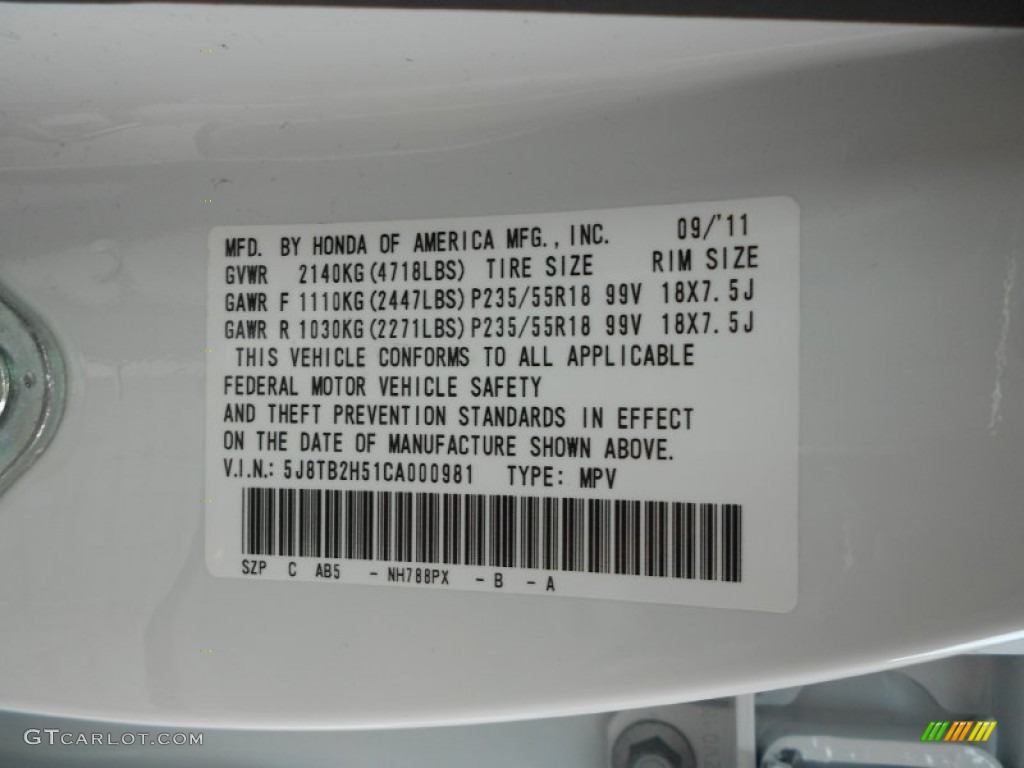 MFD. BY HONDA OF AMERICA MFG., INC. 09/'11
GVWR 2140KG(4718LBS) TIRE SIZE RIM SIZE
GAWR F 1110KG(2447LBS)P235/55R18 99V 18X7.5J
GAWR R 1030KG(2271LBS)P235/55R18 99V 18X7.5J
THIS VEHICLE CONFORMS TO ALL APPLICABLE
FEDERAL MOTOR VEHICLE SAFETY
AND THEFT PREVENTION STANDARDS IN EFFECT
ON THE DATE OF MANUFACTURE SHOWN ABOVE.
V.I.N.: 5J8TB2H51CA000981 TYPE: MPV
SZP C AB5 - NH788PX - B - A
GTCARLOT.COM